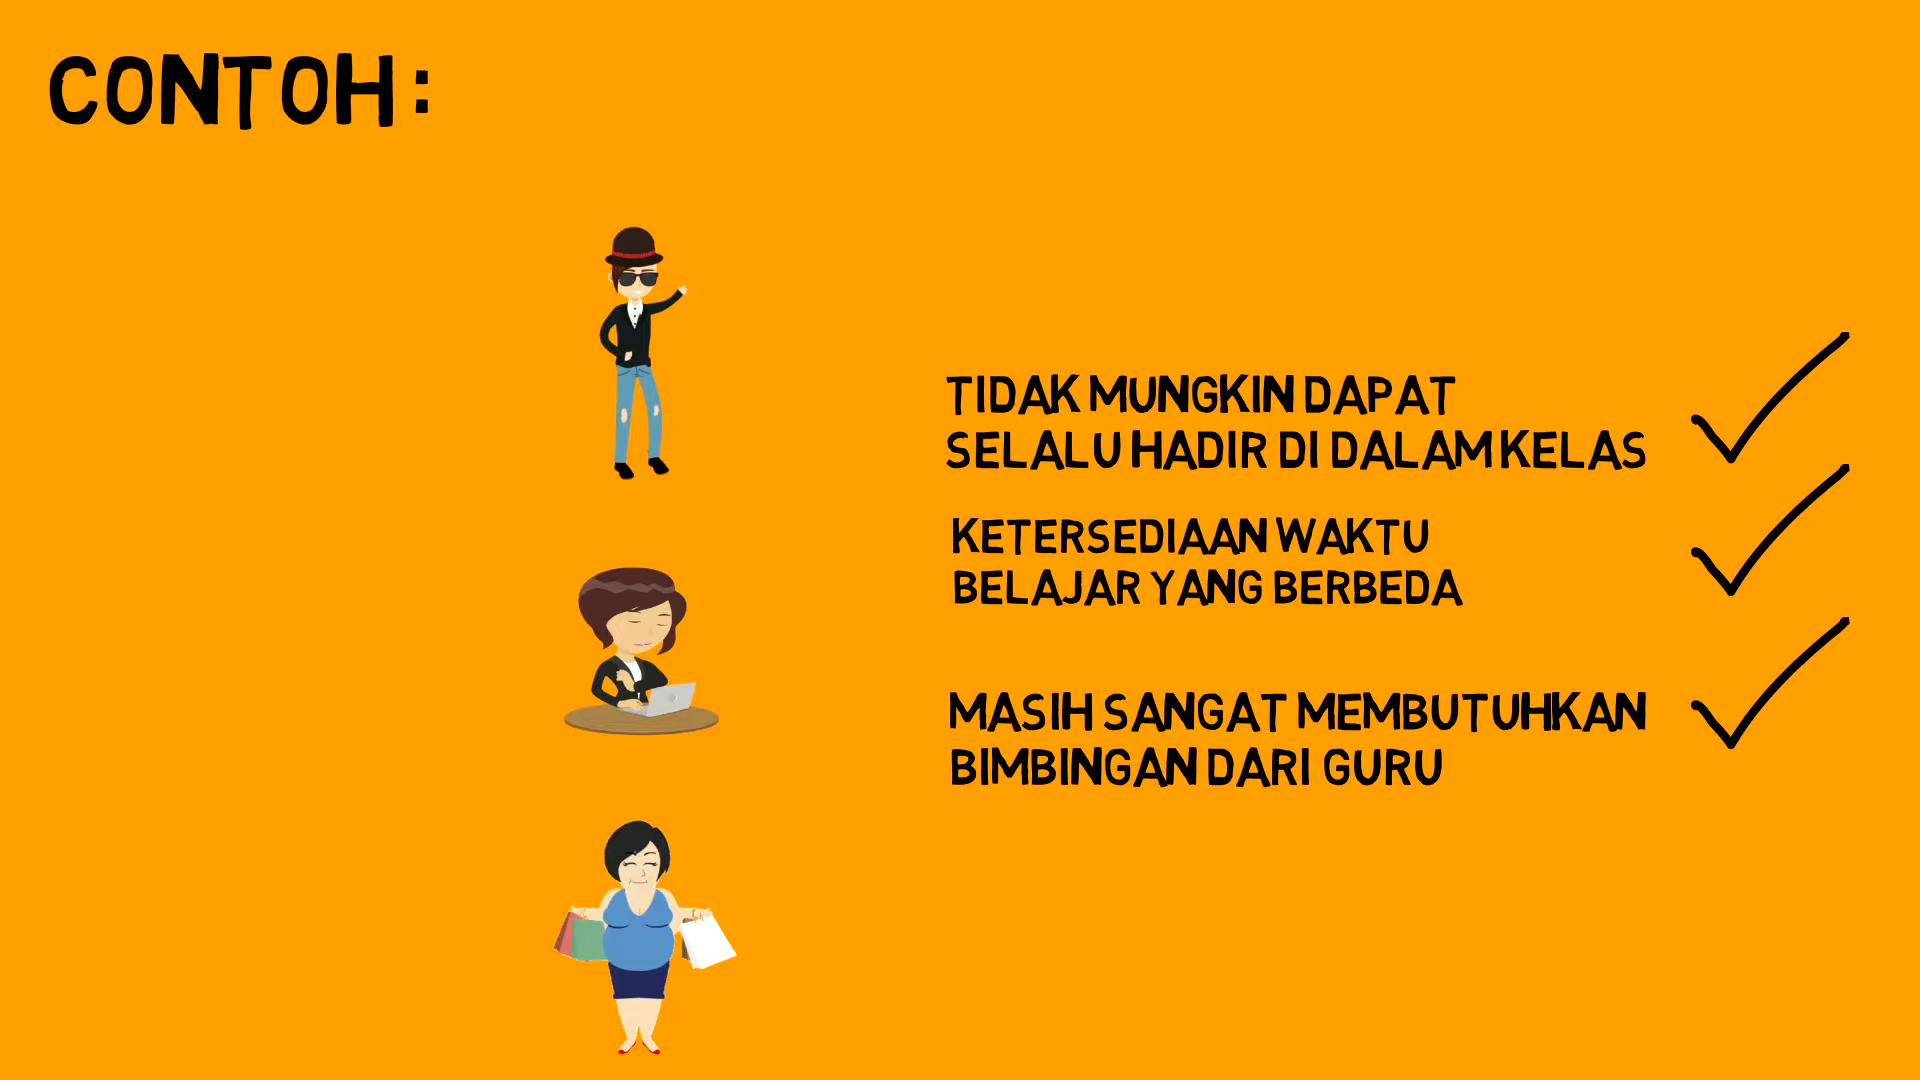 CONTOH:
TIDAK MUNGKIN DAPAT
SELALU HADIR DI DALAM KELAS
KETERSEDIAAN WAKTU
BELAJAR YANG BERBEDA
MASIH SANGAT MEMBUTUHKAN
BIMBINGAN DARI GURU